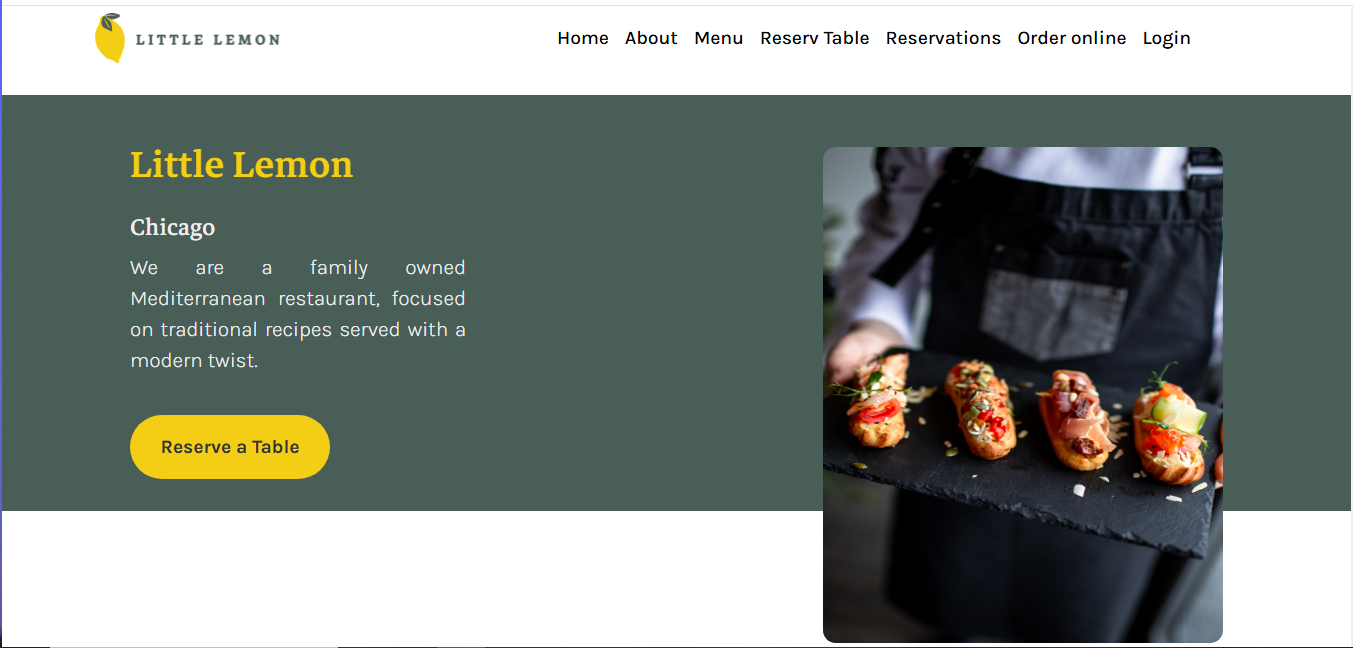 LITTLE LEMON
Home About Menu Reserv Table Reservations Order online Login
Little Lemon
Chicago
We are a family owned
Mediterranean restaurant, focused
on traditional recipes served with a
modern twist.
Reserve a Table